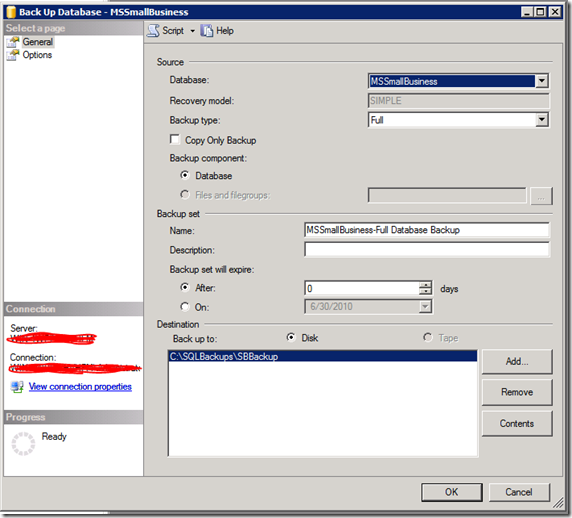 Back Up Database - MSSmallBusiness
Select a page
General
Options
Script Help
Source
Database: MSSmallBusiness
Recovery model: SIMPLE
Backup type: Full
Copy Only Backup
Backup component:
Database
Files and filegroups: ...
Backup set
Name: MSSmallBusiness-Full Database Backup
Description:
Backup set will expire:
After: 0 days
On: 6/30/2010
Destination
Back up to: Disk Tape
C:\SQLBackups\SBBackup
Add...
Remove
Contents
Connection
Server:
Connection:
View connection properties
Progress
Ready
OK Cancel